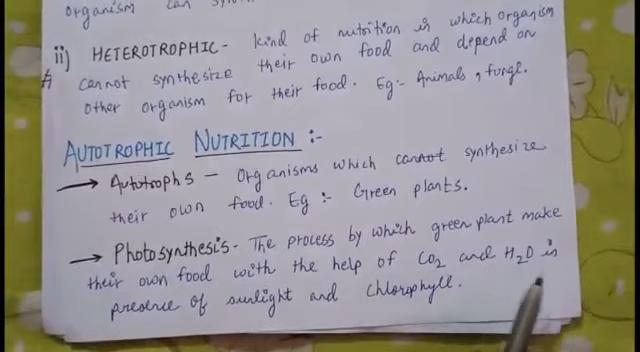 organism can
ii) HETEROTROPHIC- kind of nutrition in which organism
cannot synthesize their own food and depend on
other organism for their food. Eg:- Animals, fungi.
AUTOTROPHIC NUTRITION :-
→ Autotrophs - Organisms which cannot synthesize
their own food. Eg :- Green plants.
→ Photosynthesis - The process by which green plant make
their own food with the help of CO2 and H2O in
presence of sunlight and chlorophyll.